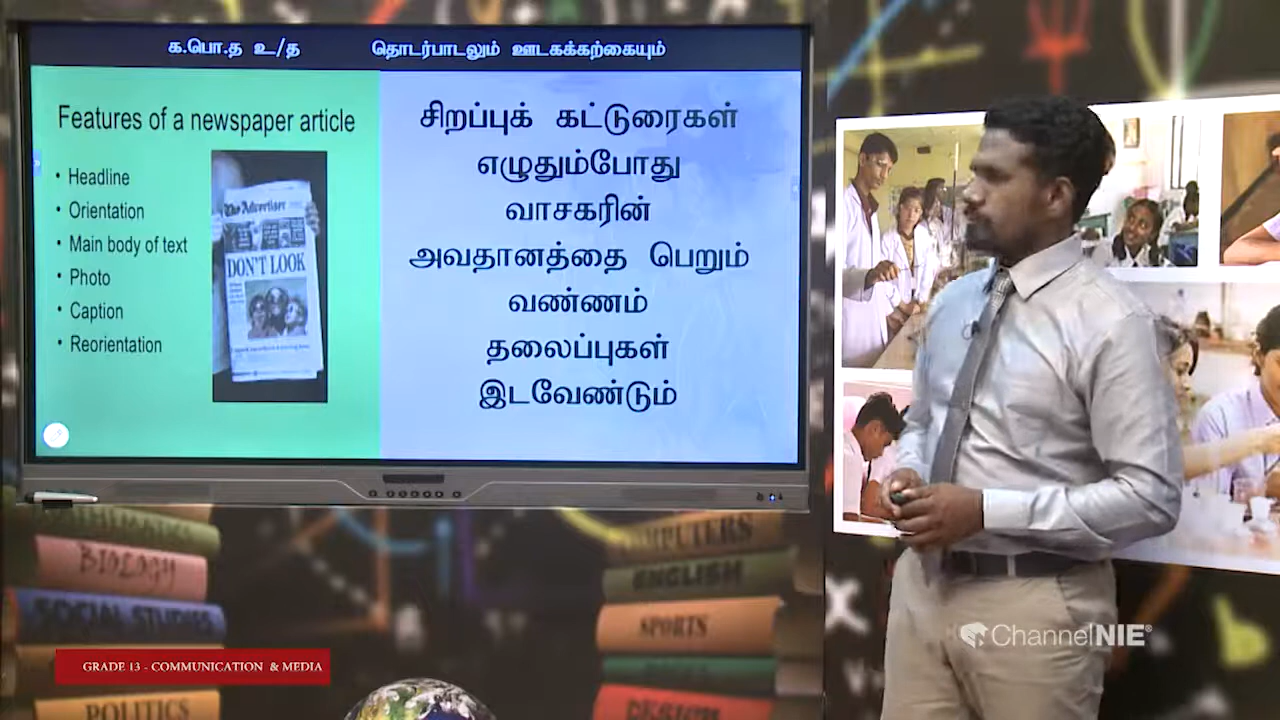 க.பொ.த உ/த தொடர்பாடலும் ஊடகக்கற்கையும்
Features of a newspaper article
• Headline
• Orientation
• Main body of text
• Photo
• Caption
• Reorientation
The Advertiser
DON'T LOOK
சிறப்புக் கட்டுரைகள்
எழுதும்போது
வாசகரின்
அவதானத்தை பெறும்
வண்ணம்
தலைப்புகள்
இடவேண்டும்
MATHEMATICS
BIOLOGY
SOCIAL STUDIES
POLITICS
COMPUTERS
ENGLISH
SPORTS
DESIGN
GRADE 13 - COMMUNICATION & MEDIA
ChannelNIE®